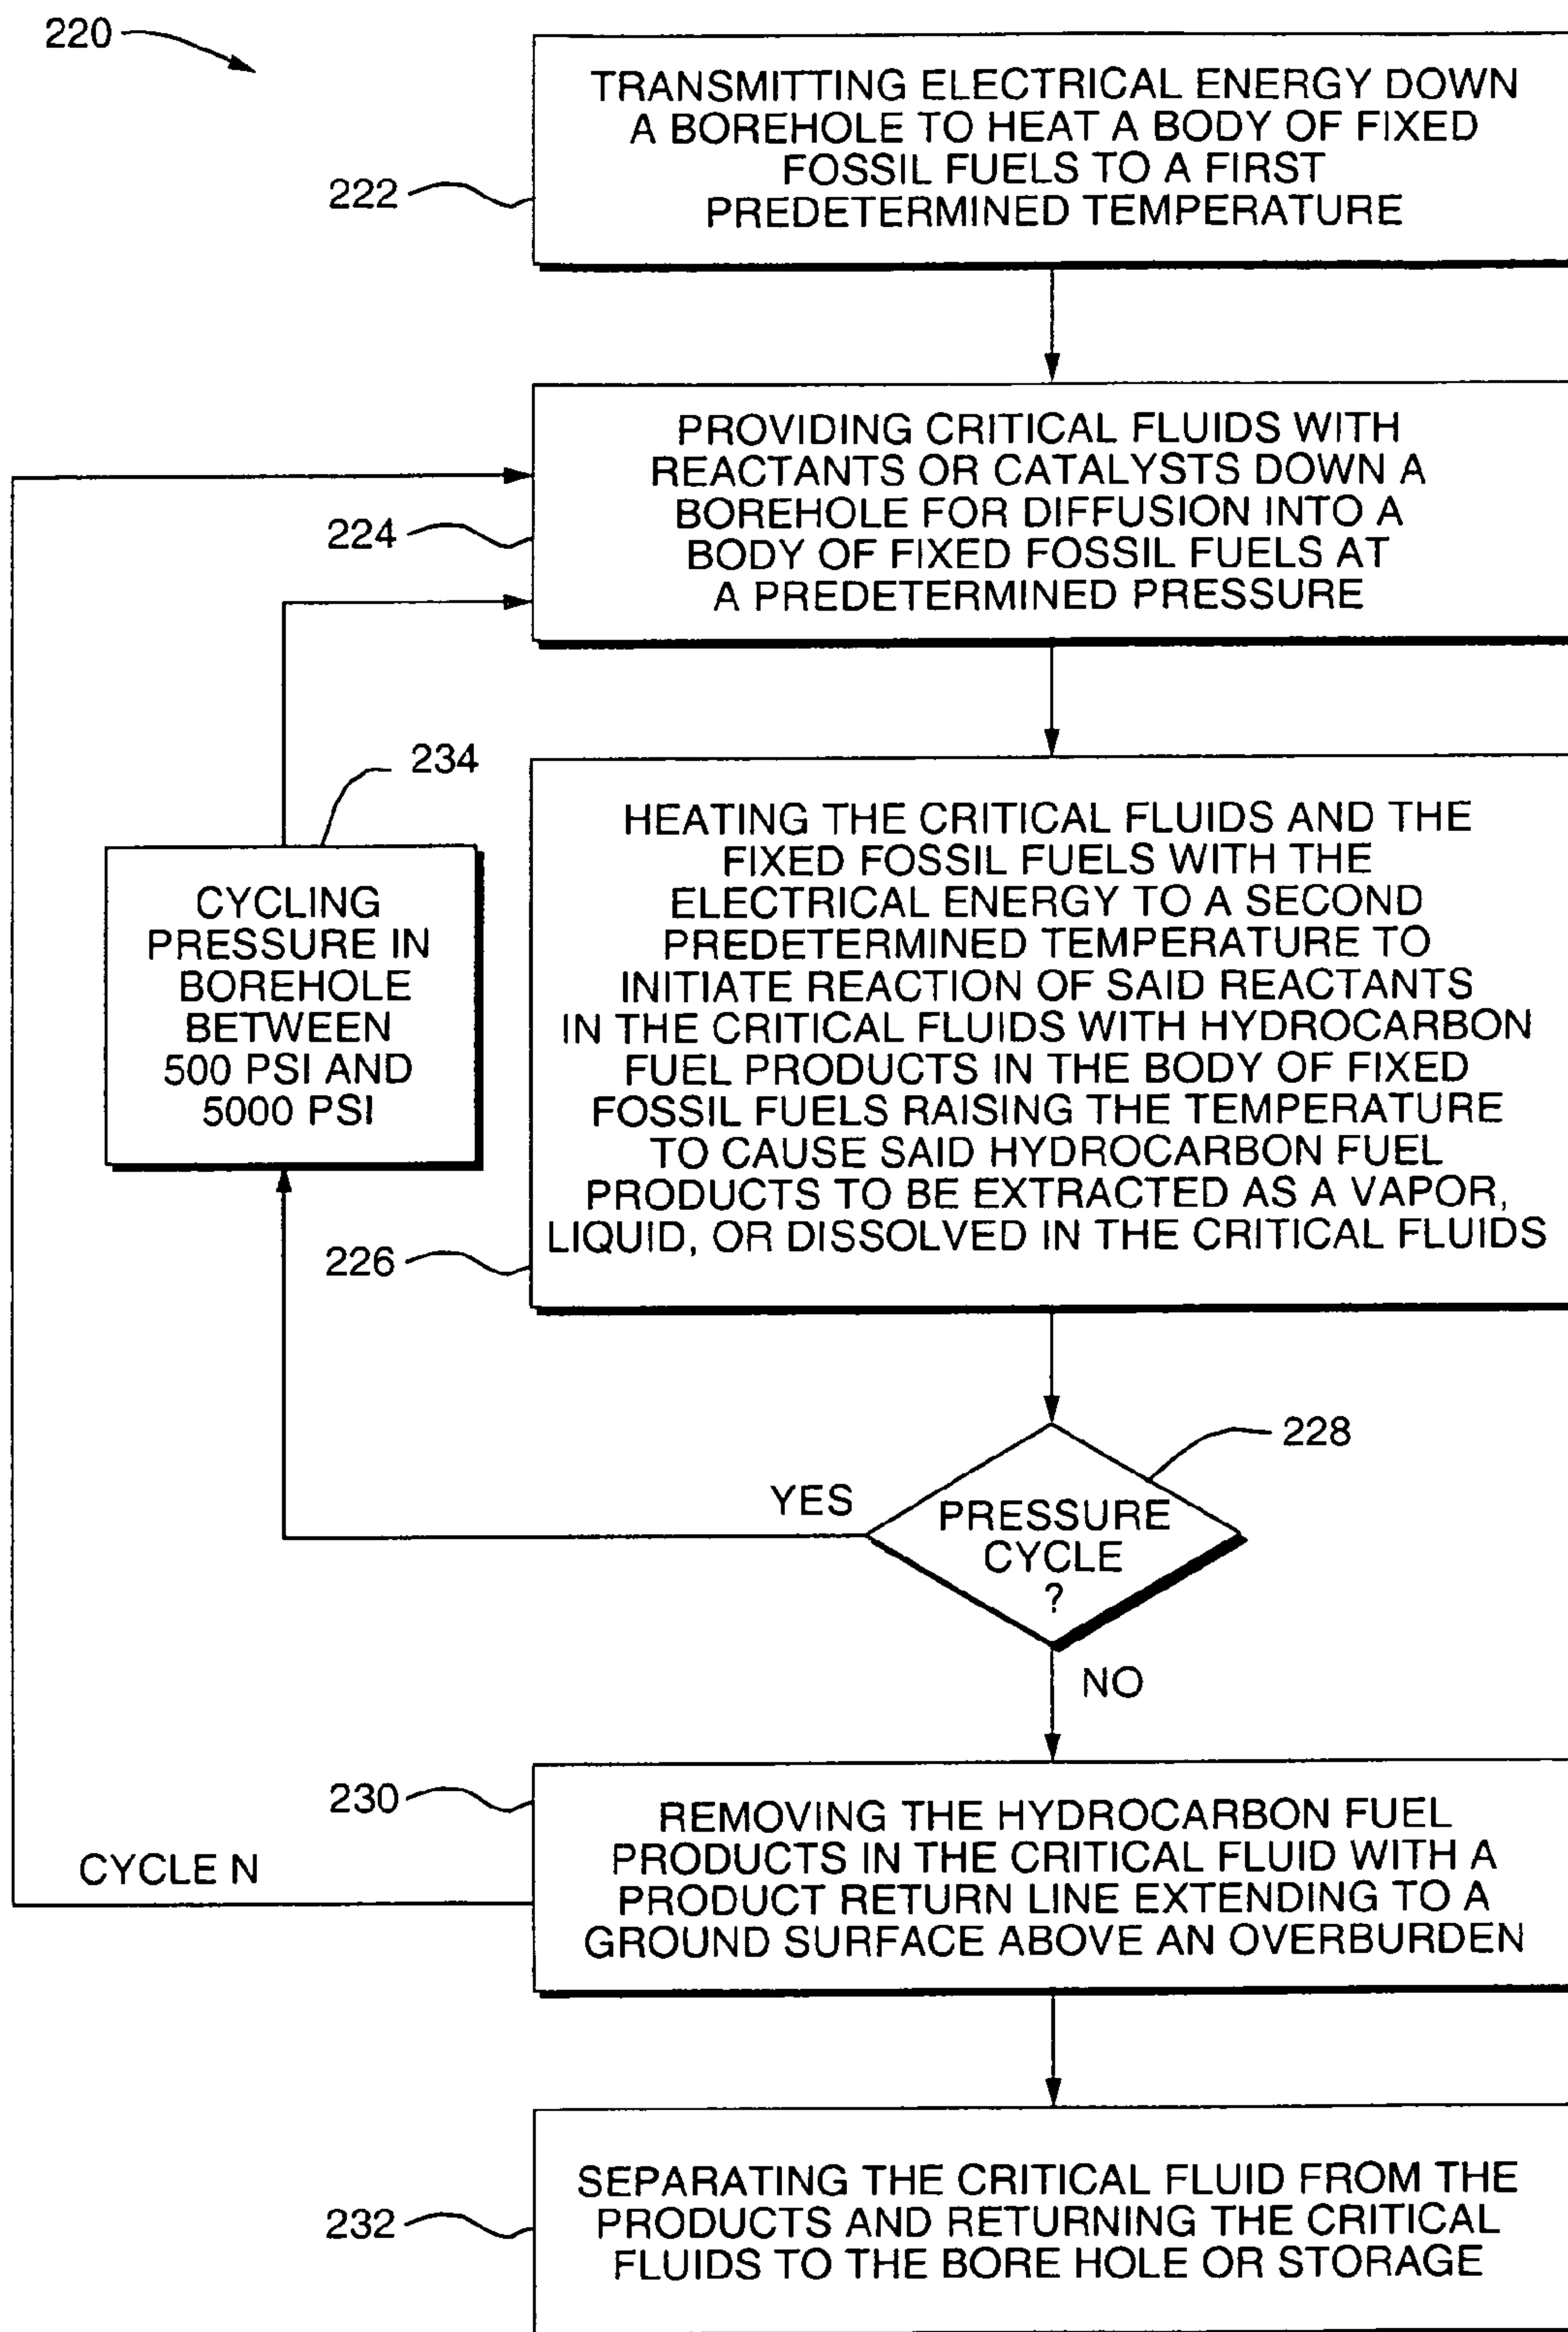 220
TRANSMITTING ELECTRICAL ENERGY DOWN
A BOREHOLE TO HEAT A BODY OF FIXED
FOSSIL FUELS TO A FIRST
PREDETERMINED TEMPERATURE
222
PROVIDING CRITICAL FLUIDS WITH
REACTANTS OR CATALYSTS DOWN A
BOREHOLE FOR DIFFUSION INTO A
BODY OF FIXED FOSSIL FUELS AT
A PREDETERMINED PRESSURE
224
234
CYCLING
PRESSURE IN
BOREHOLE
BETWEEN
500 PSI AND
5000 PSI
HEATING THE CRITICAL FLUIDS AND THE
FIXED FOSSIL FUELS WITH THE
ELECTRICAL ENERGY TO A SECOND
PREDETERMINED TEMPERATURE TO
INITIATE REACTION OF SAID REACTANTS
IN THE CRITICAL FLUIDS WITH HYDROCARBON
FUEL PRODUCTS IN THE BODY OF FIXED
FOSSIL FUELS RAISING THE TEMPERATURE
TO CAUSE SAID HYDROCARBON FUEL
PRODUCTS TO BE EXTRACTED AS A VAPOR,
LIQUID, OR DISSOLVED IN THE CRITICAL FLUIDS
226
228
YES
PRESSURE
CYCLE
?
NO
230
REMOVING THE HYDROCARBON FUEL
PRODUCTS IN THE CRITICAL FLUID WITH A
PRODUCT RETURN LINE EXTENDING TO A
GROUND SURFACE ABOVE AN OVERBURDEN
CYCLE N
SEPARATING THE CRITICAL FLUID FROM THE
PRODUCTS AND RETURNING THE CRITICAL
FLUIDS TO THE BORE HOLE OR STORAGE
232